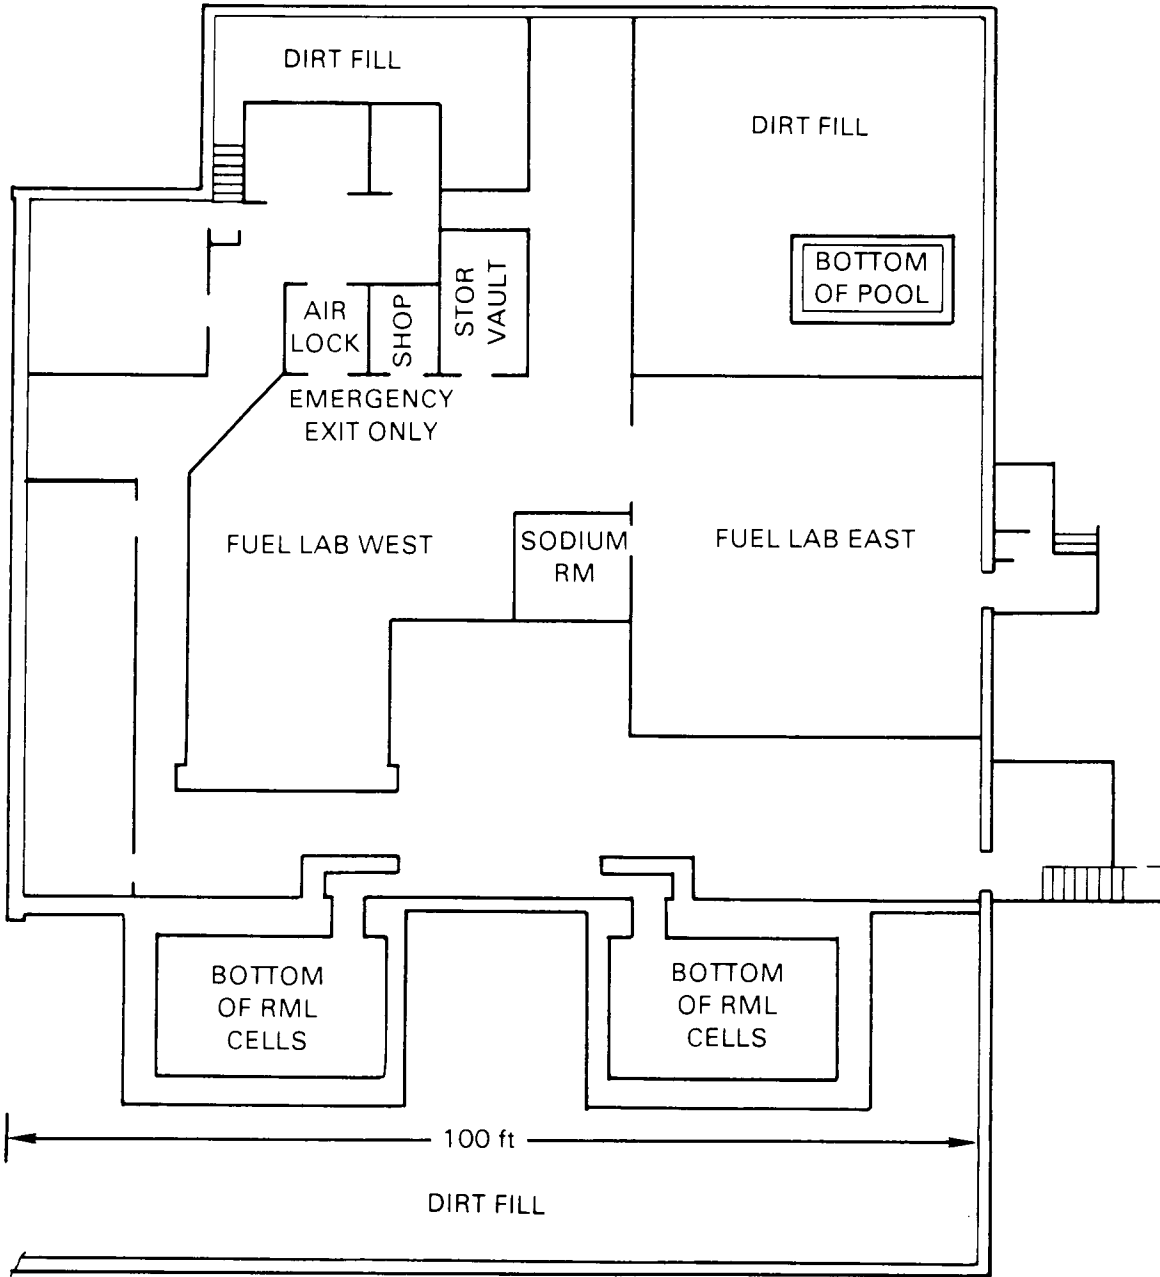 DIRT FILL
DIRT FILL
BOTTOM
OF POOL
AIR
LOCK
SHOP
STOR
VAULT
EMERGENCY
EXIT ONLY
FUEL LAB WEST
SODIUM
RM
FUEL LAB EAST
BOTTOM
OF RML
CELLS
BOTTOM
OF RML
CELLS
100 ft
DIRT FILL